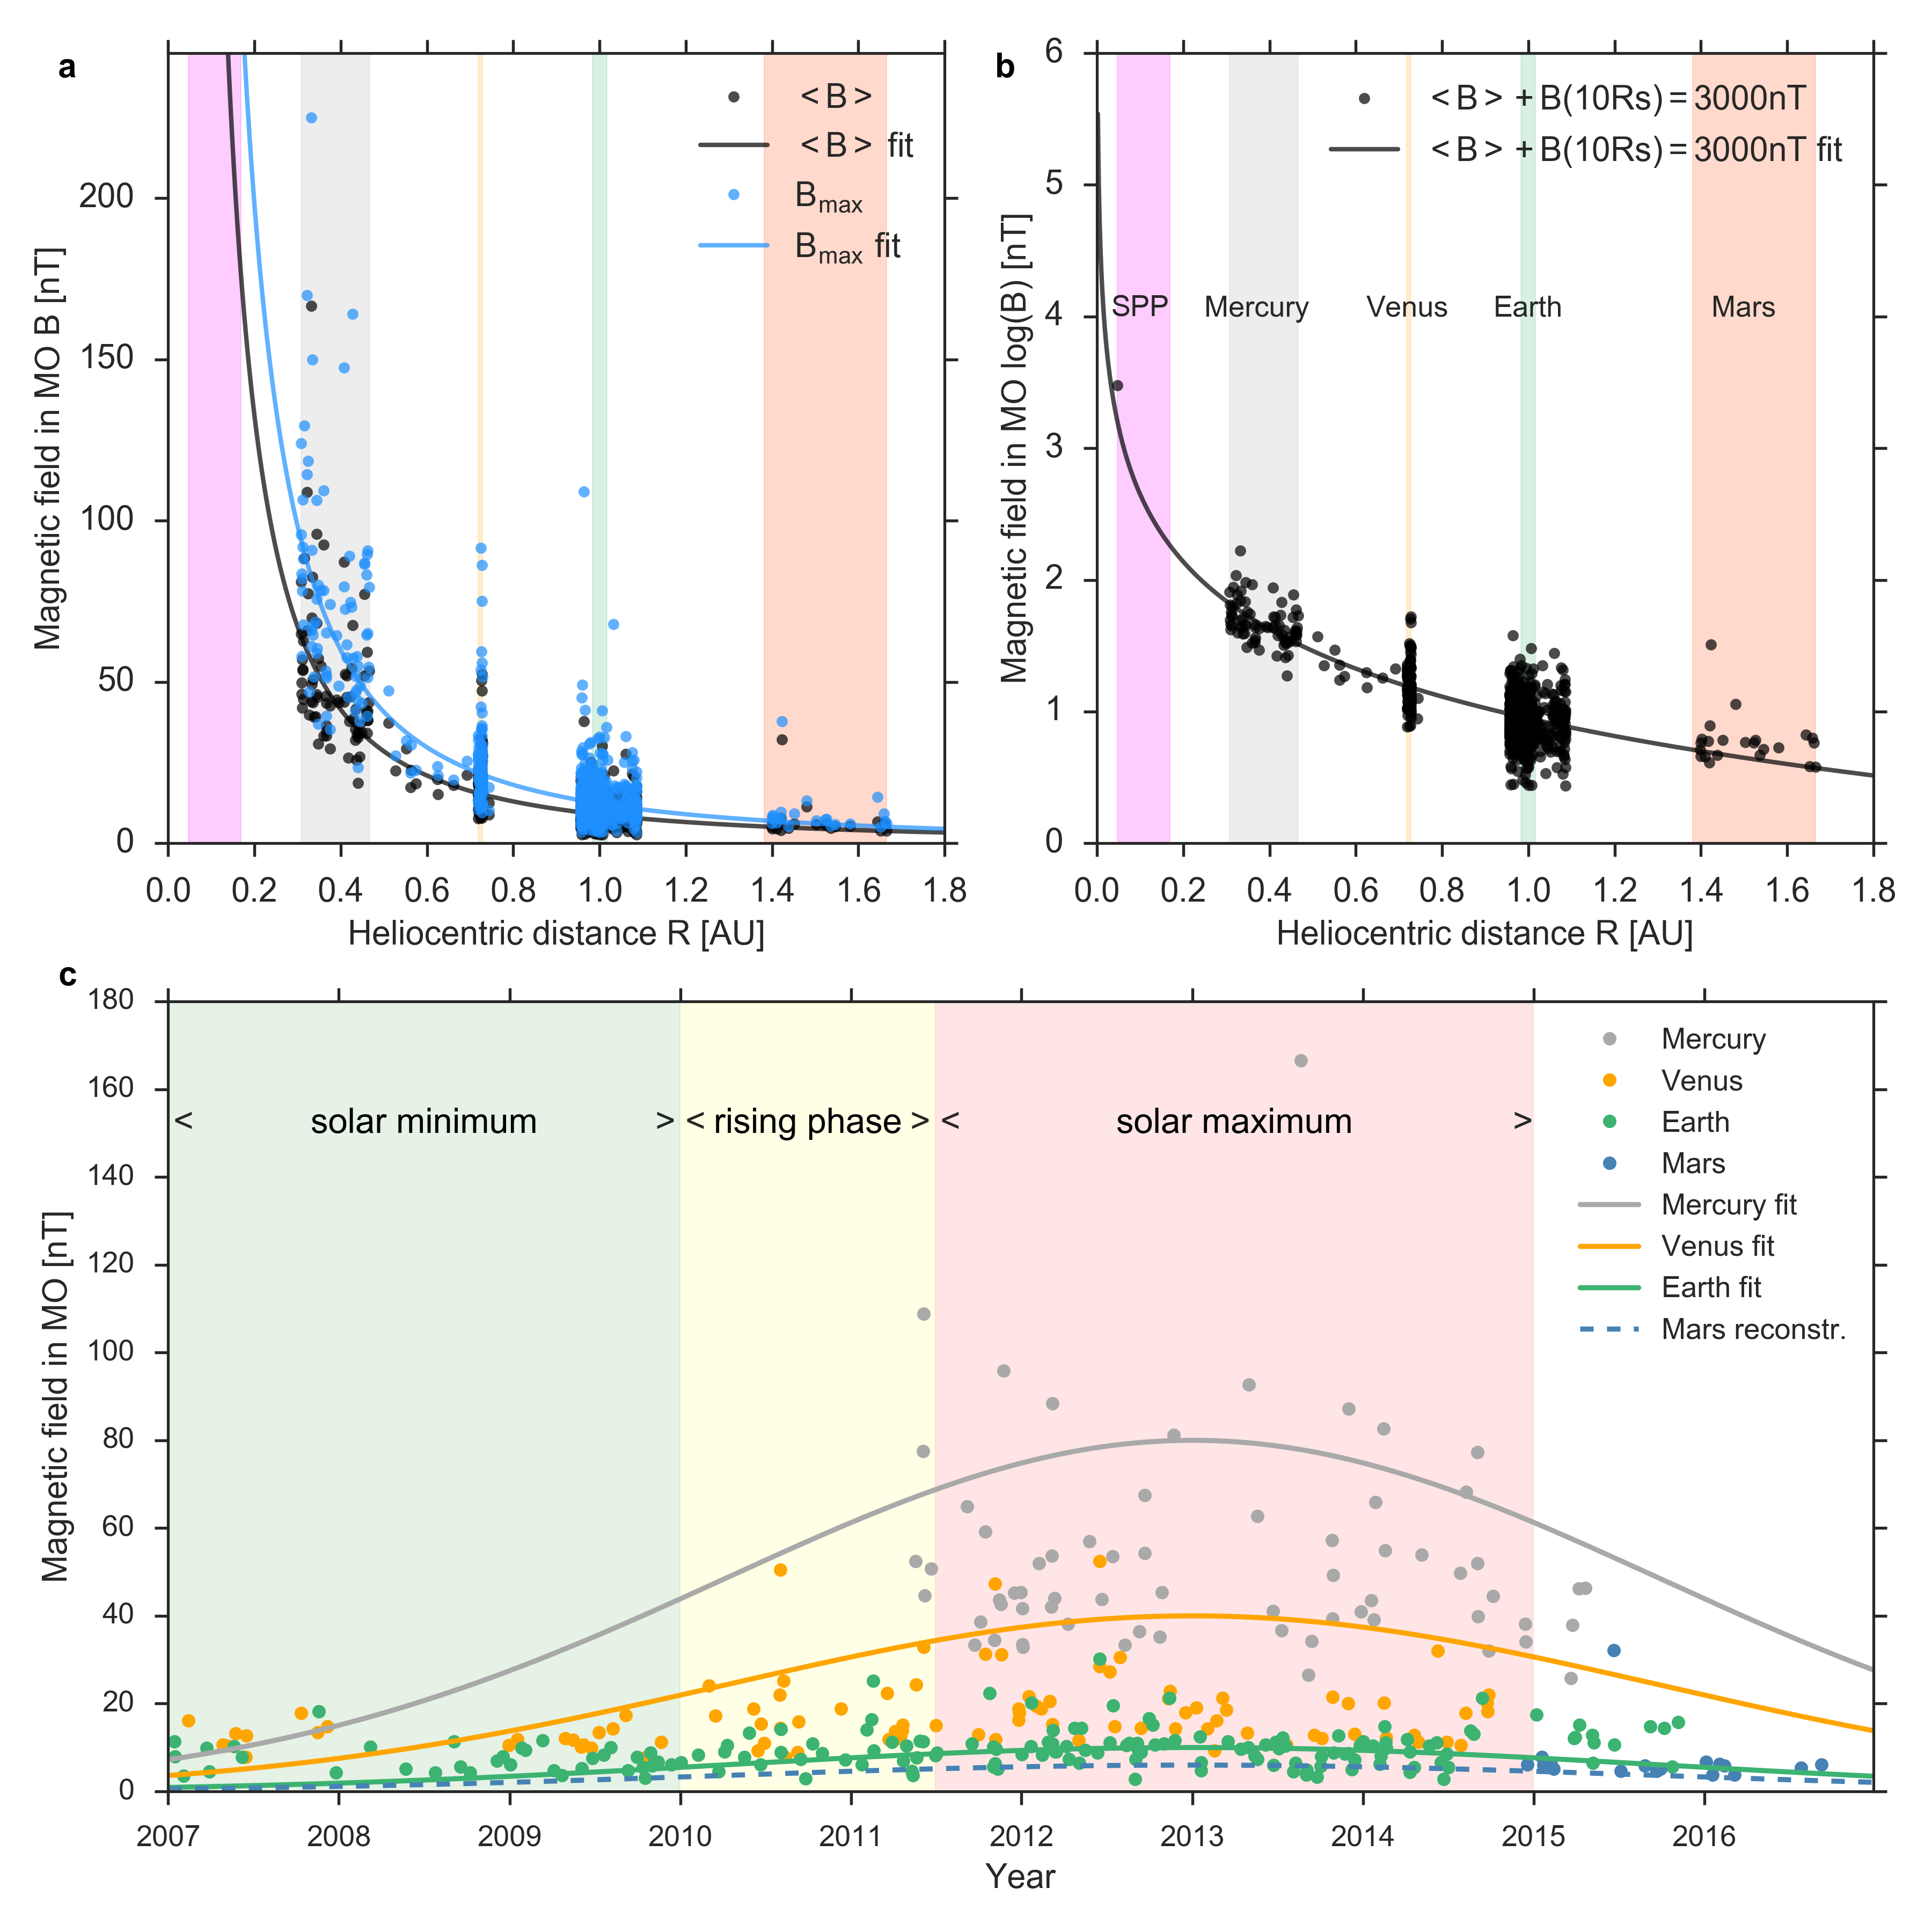 a
<B>
<B> fit
Bmax
Bmax fit
Magnetic field in MO B [nT]
200
150
100
50
0
0.0 0.2 0.4 0.6 0.8 1.0 1.2 1.4 1.6 1.8
Heliocentric distance R [AU]
b
<B> + B(10Rs) = 3000nT
<B> + B(10Rs) = 3000nT fit
SPP Mercury Venus Earth Mars
Magnetic field in MO log(B) [nT]
6
5
4
3
2
1
0
0.0 0.2 0.4 0.6 0.8 1.0 1.2 1.4 1.6 1.8
Heliocentric distance R [AU]
c
Magnetic field in MO [nT]
180
160
140
120
100
80
60
40
20
0
< solar minimum > < rising phase > < solar maximum >
Mercury
Venus
Earth
Mars
Mercury fit
Venus fit
Earth fit
Mars reconstr.
2007 2008 2009 2010 2011 2012 2013 2014 2015 2016
Year